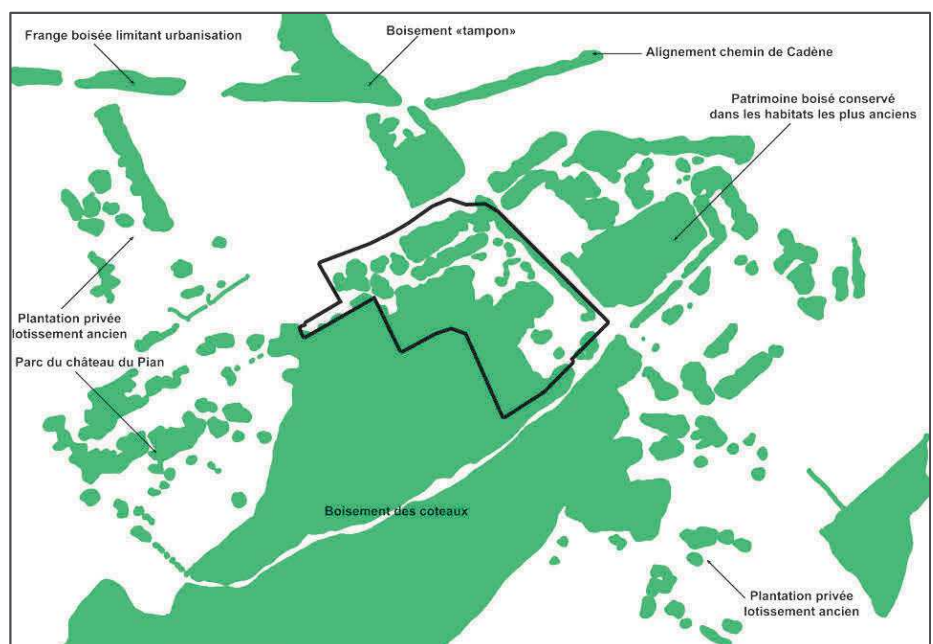 Frange boisée limitant urbanisation
Boisement «tampon»
Alignement chemin de Cadène
Patrimoine boisé conservé
dans les habitats les plus anciens
Plantation privée
lotissement ancien
Parc du château du Pian
Boisement des coteaux
Plantation privée
lotissement ancien